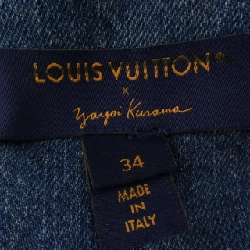 LOUIS VUITTON
×
Yayoi Kusama
34
MADE
IN
ITALY